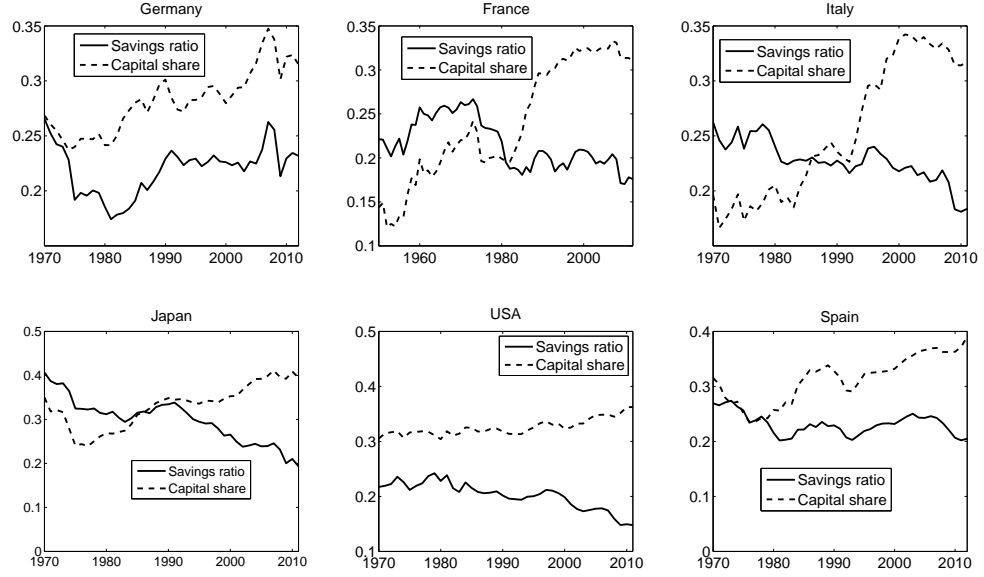 Germany
0.35
0.3
0.25
0.2
1970 1980 1990 2000 2010
Savings ratio
Capital share
France
0.35
0.3
0.25
0.2
0.15
0.1
1960 1980 2000
Savings ratio
Capital share
Italy
0.35
0.3
0.25
0.2
1970 1980 1990 2000 2010
Savings ratio
Capital share
Japan
0.5
0.4
0.3
0.2
0.1
0
1970 1980 1990 2000 2010
Savings ratio
Capital share
USA
0.5
0.4
0.3
0.2
0.1
1970 1980 1990 2000 2010
Savings ratio
Capital share
Spain
0.4
0.3
0.2
0.1
0
1970 1980 1990 2000 2010
Savings ratio
Capital share